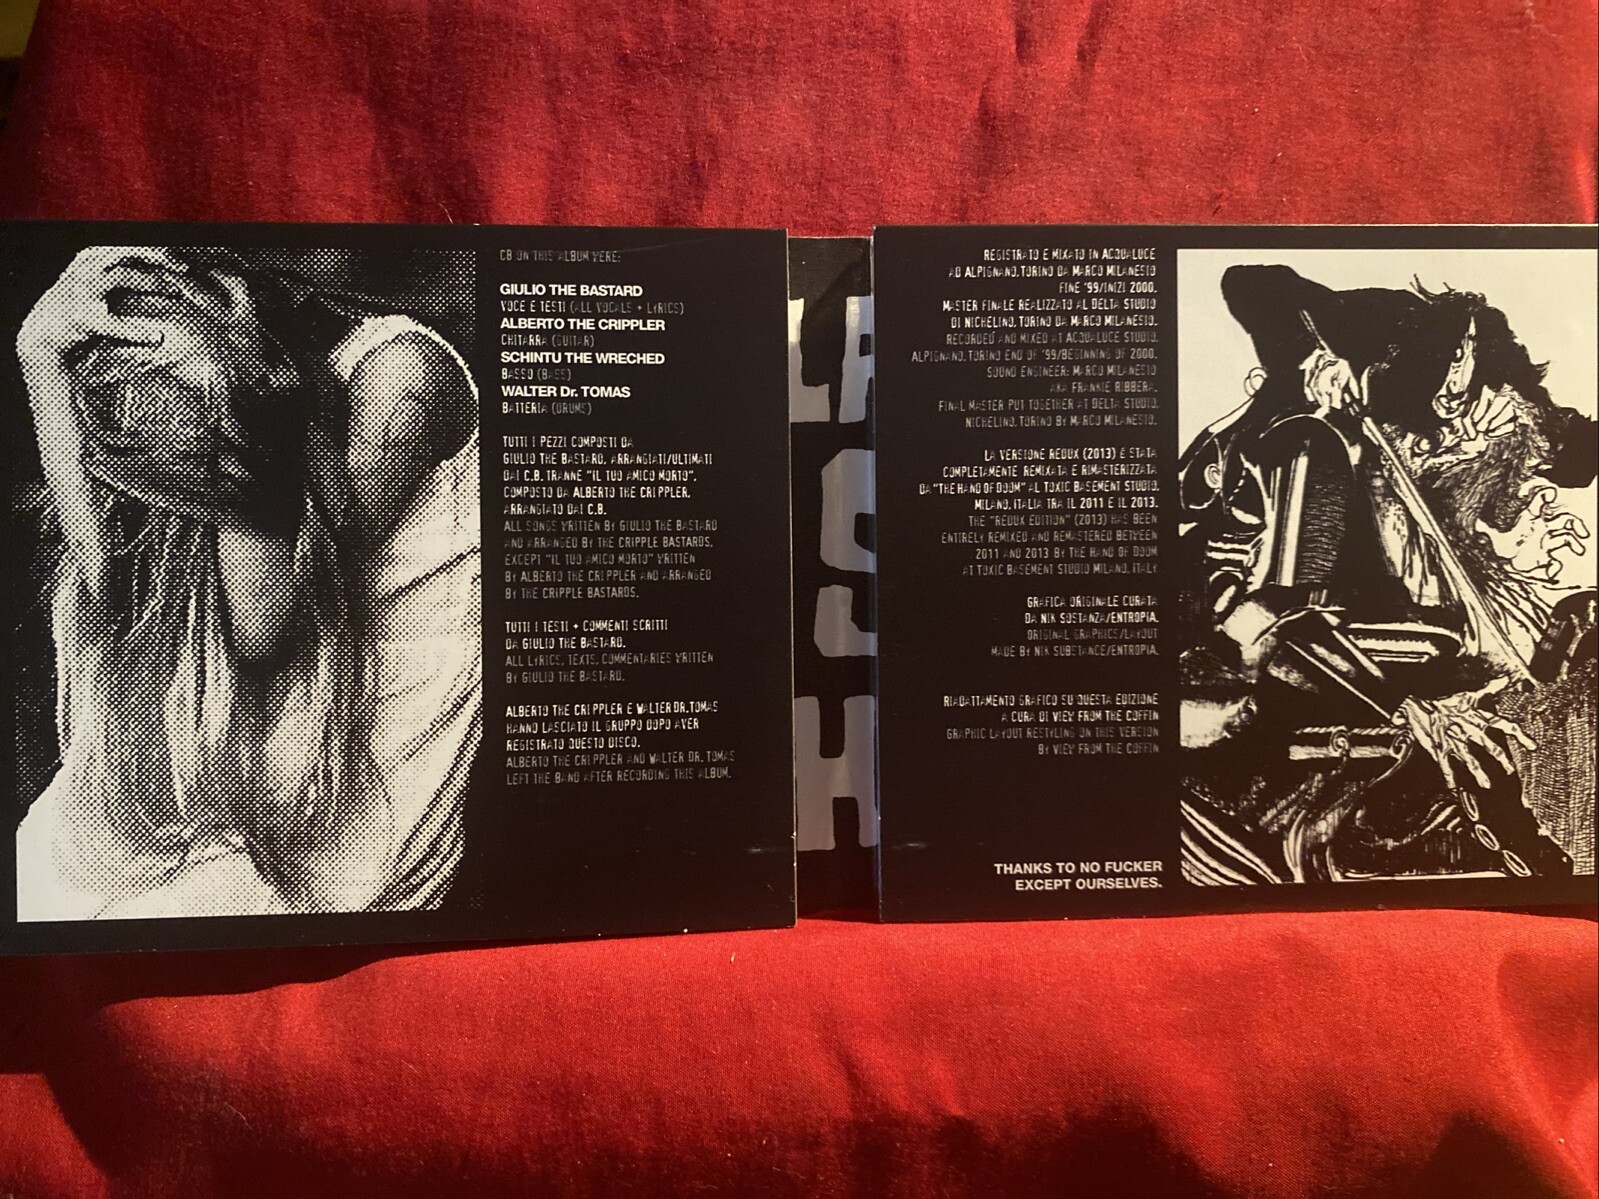 CB ON THIS ALBUM WERE:
GIULIO THE BASTARD
VOCE E TESTI (ALL VOCALS + LYRICS)
ALBERTO THE CRIPPLER
CHITARRA (GUITAR)
SCHINTU THE WRECHED
BASSO (BASS)
WALTER Dr. TOMAS
BATTERIA (DRUMS)
TUTTI I PEZZI COMPOSTI DA
GIULIO THE BASTARD, ARRANGIATI/ULTIMATI
DAI C.B. TRANNE "IL TUO AMICO MORTO",
COMPOSTO DA ALBERTO THE CRIPPLER,
ARRANGIATO DAI C.B.
ALL SONGS WRITTEN BY GIULIO THE BASTARD
AND ARRANGED BY THE CRIPPLE BASTARDS,
EXCEPT "IL TUO AMICO MORTO" WRITTEN
BY ALBERTO THE CRIPPLER AND ARRANGED
BY THE CRIPPLE BASTARDS.
TUTTI I TESTI + COMMENTI SCRITTI
DA GIULIO THE BASTARD.
ALL LYRICS, TEXTS, COMMENTARIES WRITTEN
BY GIULIO THE BASTARD.
ALBERTO THE CRIPPLER E WALTER DR.TOMAS
HANNO LASCIATO IL GRUPPO DOPO AVER
REGISTRATO QUESTO DISCO.
ALBERTO THE CRIPPLER AND WALTER DR. TOMAS
LEFT THE BAND AFTER RECORDING THIS ALBUM.
REGISTRATO E MIXATO IN ACQUALUCE
AD ALPIGNANO, TORINO DA MARCO MILANESIO
FINE '99/INIZI 2000.
MASTER FINALE REALIZZATO AL DELTA STUDIO
DI NICHELINO, TORINO DA MARCO MILANESIO.
RECORDED AND MIXED AT ACQUALUCE STUDIO,
ALPIGNANO, TORINO END OF '99/BEGINNING OF 2000.
SOUND ENGINEER: MARCO MILANESIO
AKA FRANKIE RIBBERA.
FINAL MASTER PUT TOGETHER AT DELTA STUDIO,
NICHELINO, TORINO BY MARCO MILANESIO.
LA VERSIONE REDUX (2013) È STATA
COMPLETAMENTE REMIXATA E RIMASTERIZZATA
DA "THE HAND OF DOOM" AL TOXIC BASEMENT STUDIO,
MILANO, ITALIA TRA IL 2011 E IL 2013.
THE "REDUX EDITION" (2013) HAS BEEN
ENTIRELY REMIXED AND REMASTERED BETWEEN
2011 AND 2013 BY THE HAND OF DOOM
AT TOXIC BASEMENT STUDIO MILANO, ITALY
GRAFICA ORIGINALE CURATA
DA NIK SOSTANZA/ENTROPIA.
ORIGINAL GRAPHICS/LAYOUT
MADE BY NIK SUBSTANCE/ENTROPIA.
RIADATTAMENTO GRAFICO SU QUESTA EDIZIONE
A CURA DI VIEW FROM THE COFFIN
GRAPHIC LAYOUT RESTYLING ON THIS VERSION
BY VIEW FROM THE COFFIN
THANKS TO NO FUCKER
EXCEPT OURSELVES.